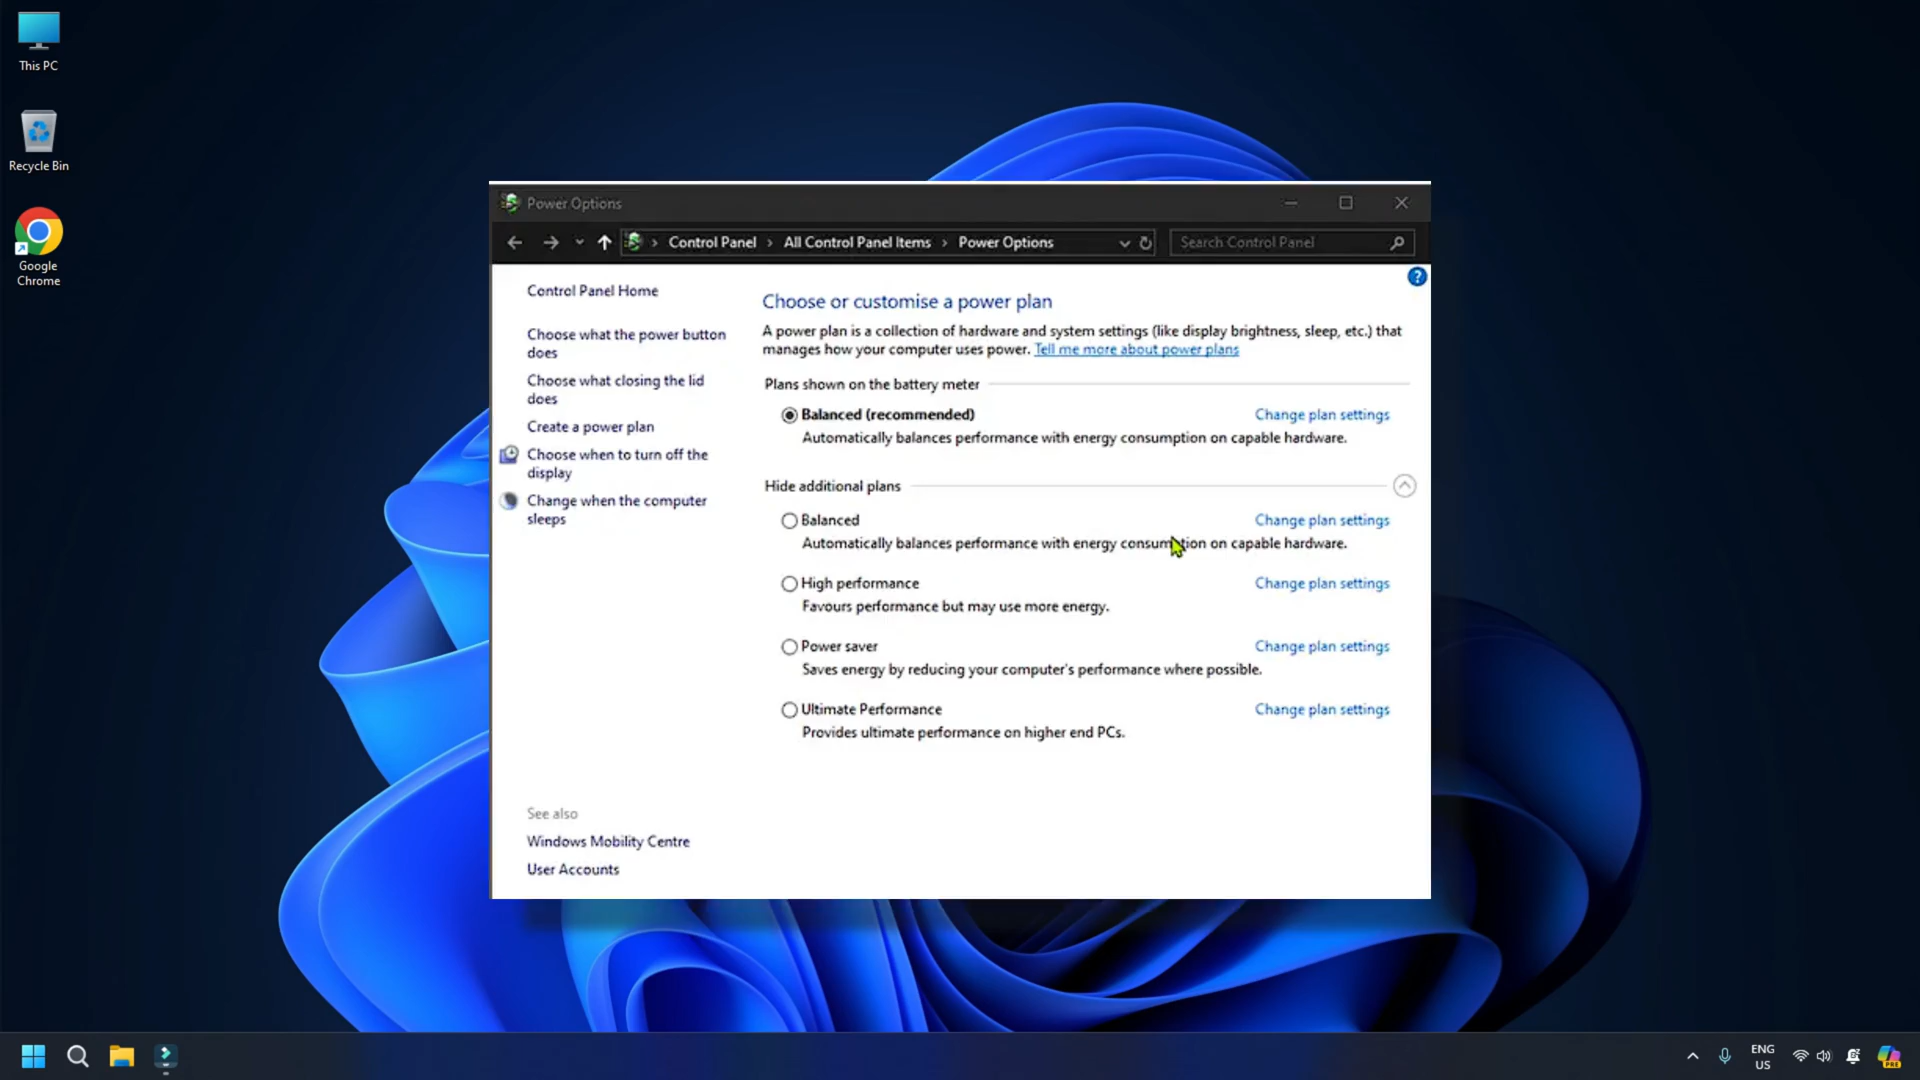 This PC
Recycle Bin
Google
Chrome
Power Options
Control Panel > All Control Panel Items > Power Options
Search Control Panel
Control Panel Home
Choose what the power button
does
Choose what closing the lid
does
Create a power plan
Choose when to turn off the
display
Change when the computer
sleeps
See also
Windows Mobility Centre
User Accounts
Choose or customise a power plan
A power plan is a collection of hardware and system settings (like display brightness, sleep, etc.) that
manages how your computer uses power. Tell me more about power plans
Plans shown on the battery meter
Balanced (recommended) Change plan settings
Automatically balances performance with energy consumption on capable hardware.
Hide additional plans
Balanced Change plan settings
Automatically balances performance with energy consumption on capable hardware.
High performance Change plan settings
Favours performance but may use more energy.
Power saver Change plan settings
Saves energy by reducing your computer's performance where possible.
Ultimate Performance Change plan settings
Provides ultimate performance on higher end PCs.
ENG
US
PRE